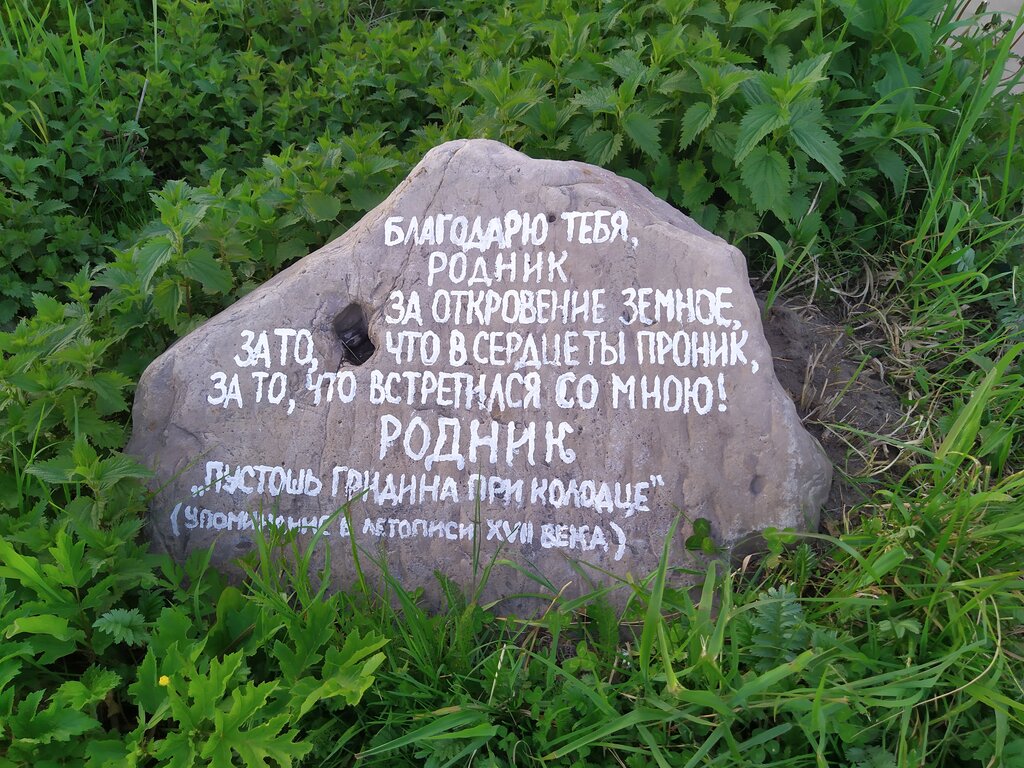 БЛАГОДАРЮ ТЕБЯ,
РОДНИК
ЗА ОТКРОВЕНИЕ ЗЕМНОЕ,
ЗА ТО, ЧТО В СЕРДЦЕ ТЫ ПРОНИК,
ЗА ТО, ЧТО ВСТРЕТИЛСЯ СО МНОЮ!
РОДНИК
„ПУСТОШЬ ГРИДИНА ПРИ КОЛОДЦЕ”
(УПОМИНАНИЕ В ЛЕТОПИСИ XVII ВЕКА)